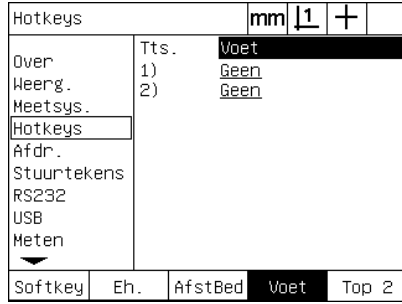 Hotkeys mm 1
Over
Weerg.
Meetsys.
Hotkeys
Afdr.
Stuurtekens
RS232
USB
Meten
Tts. Voet
1) Geen
2) Geen
Softkey Eh. AfstBed Voet Top 2